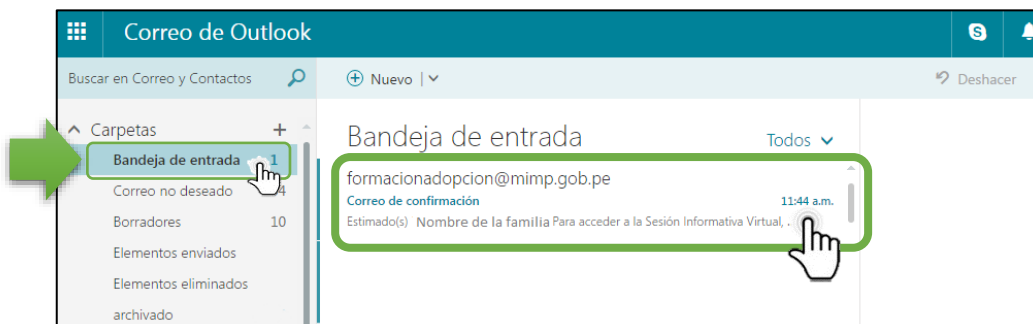 Correo de Outlook
Buscar en Correo y Contactos
Nuevo
Deshacer
Carpetas
Bandeja de entrada 1
Correo no deseado 4
Borradores 10
Elementos enviados
Elementos eliminados
archivado
Bandeja de entrada
Todos
formacionadopcion@mimp.gob.pe
Correo de confirmación 11:44 a.m.
Estimado(s) Nombre de la familia Para acceder a la Sesión Informativa Virtual, .